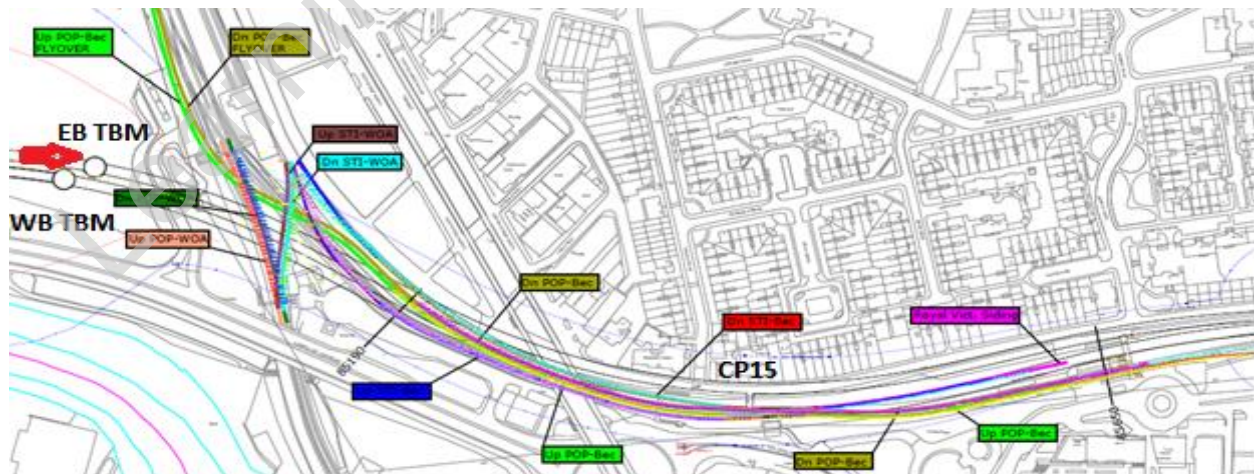 Up POP-Bec
FLYOVER
Dn POP-Bec
FLYOVER
EB TBM
Up STI-WOA
Dn STI-WOA
WB TBM
Up POP-WOA
Dn POP-Bec
Dn STI-Bec
Royal Vict. Siding
85190
CP15
Up POP-Bec
Dn POP-Bec
Up POP-Bec